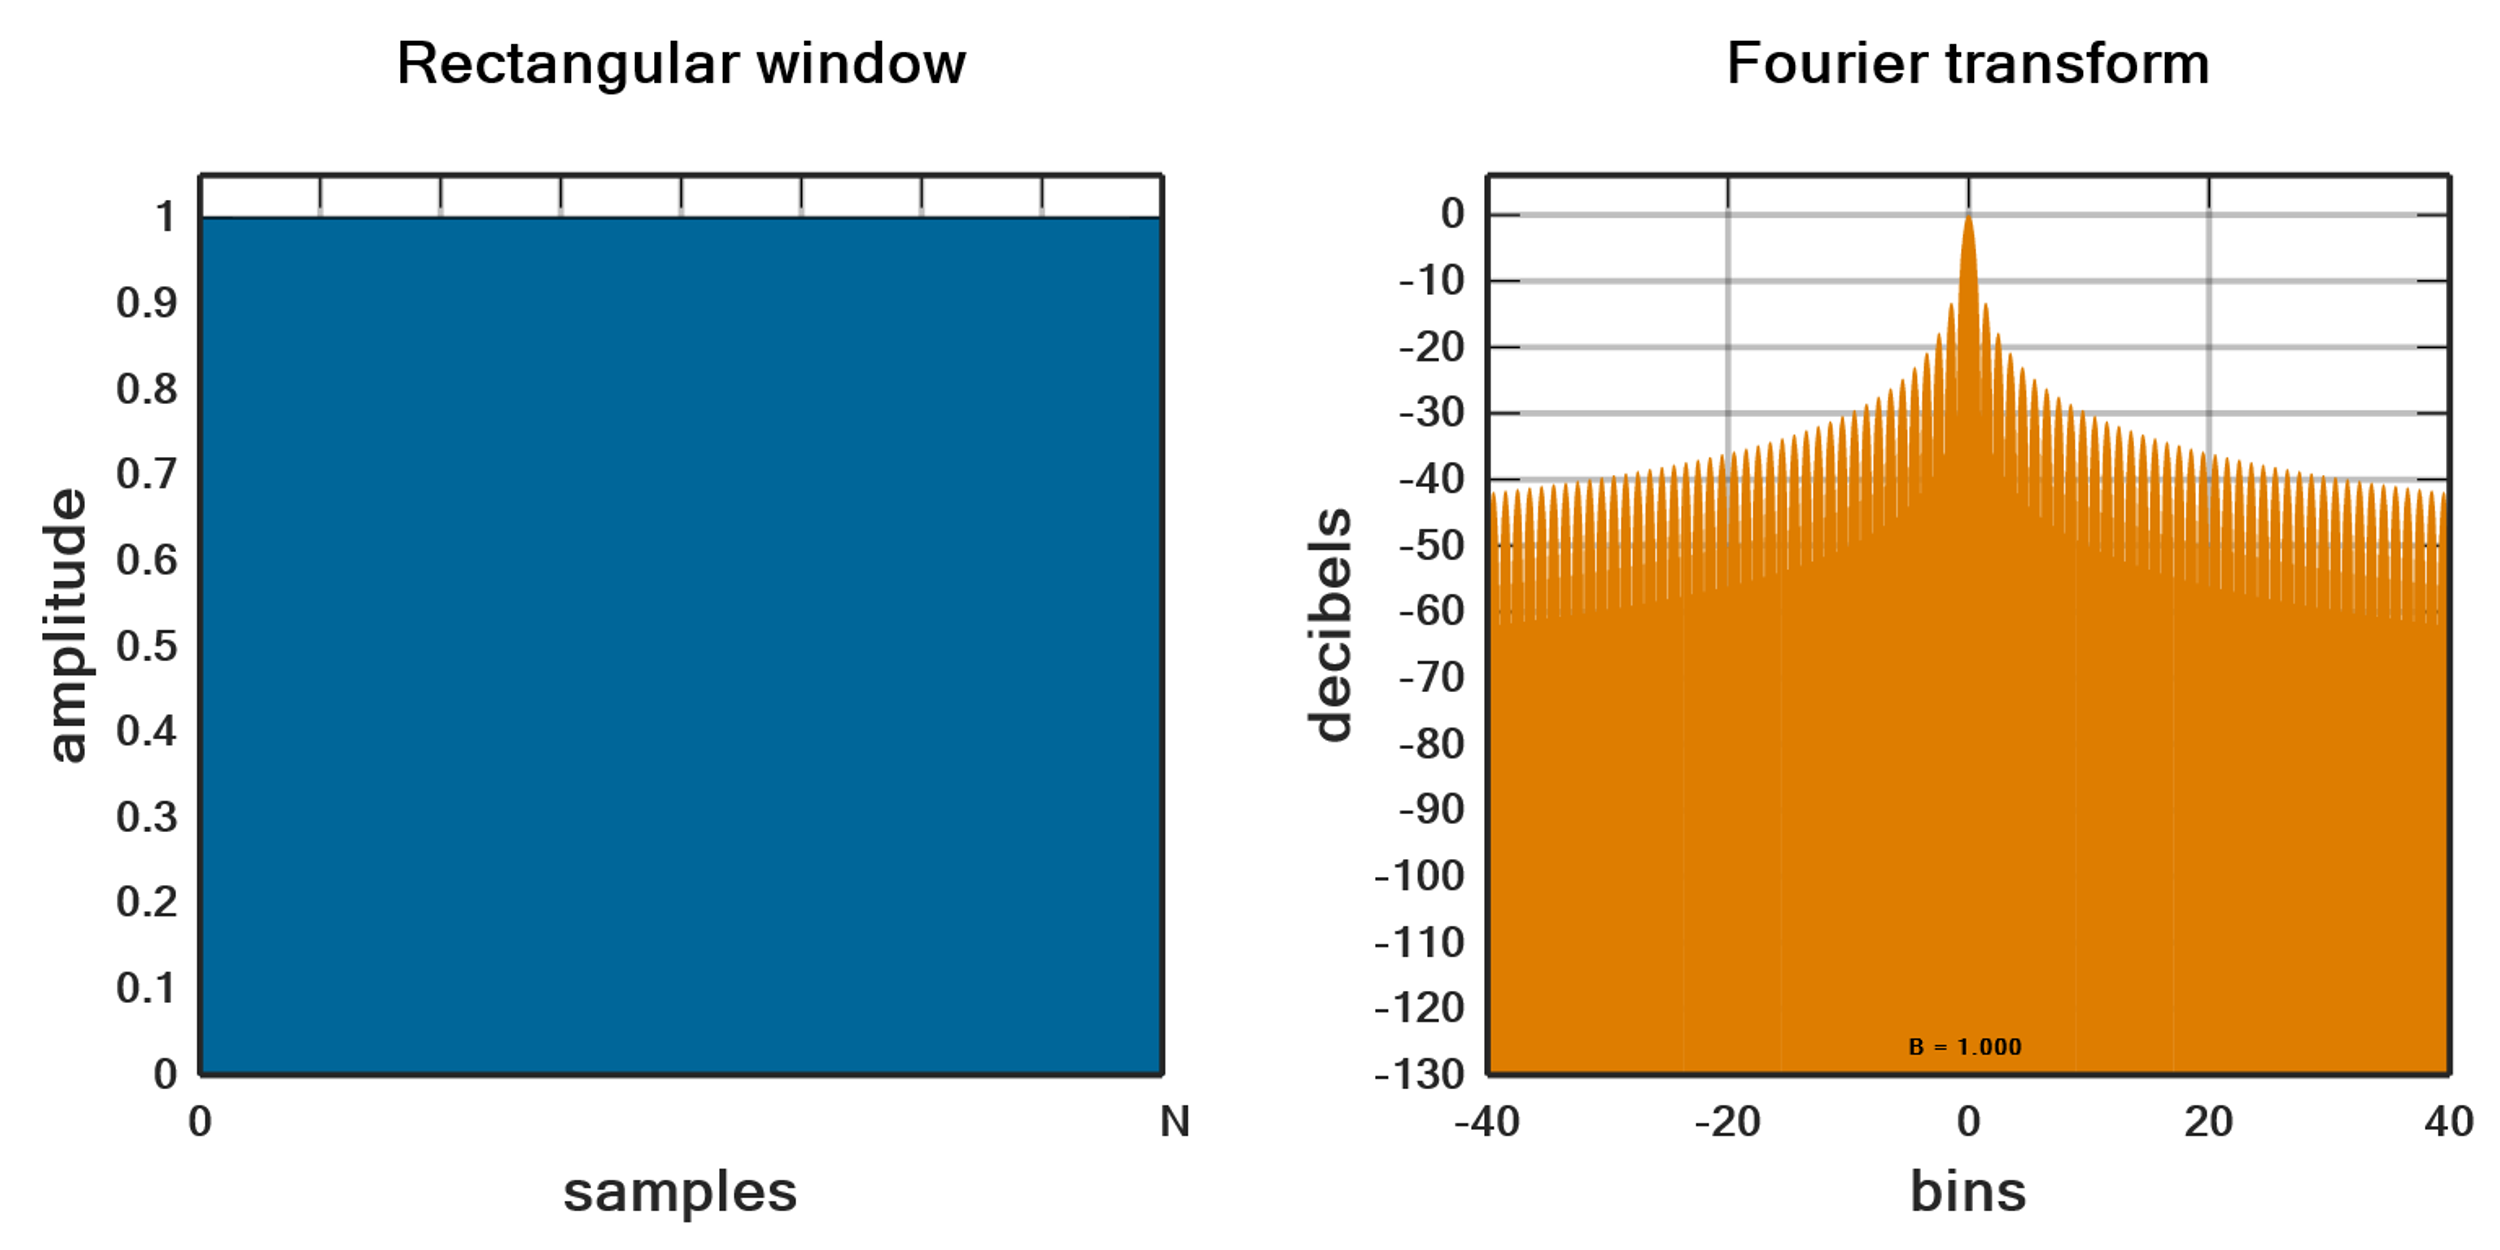 Rectangular window
1
0.9
0.8
0.7
0.6
0.5
0.4
0.3
0.2
0.1
0
amplitude
0 N
samples
Fourier transform
0
-10
-20
-30
-40
-50
-60
-70
-80
-90
-100
-110
-120
-130
decibels
B = 1.000
-40 -20 0 20 40
bins